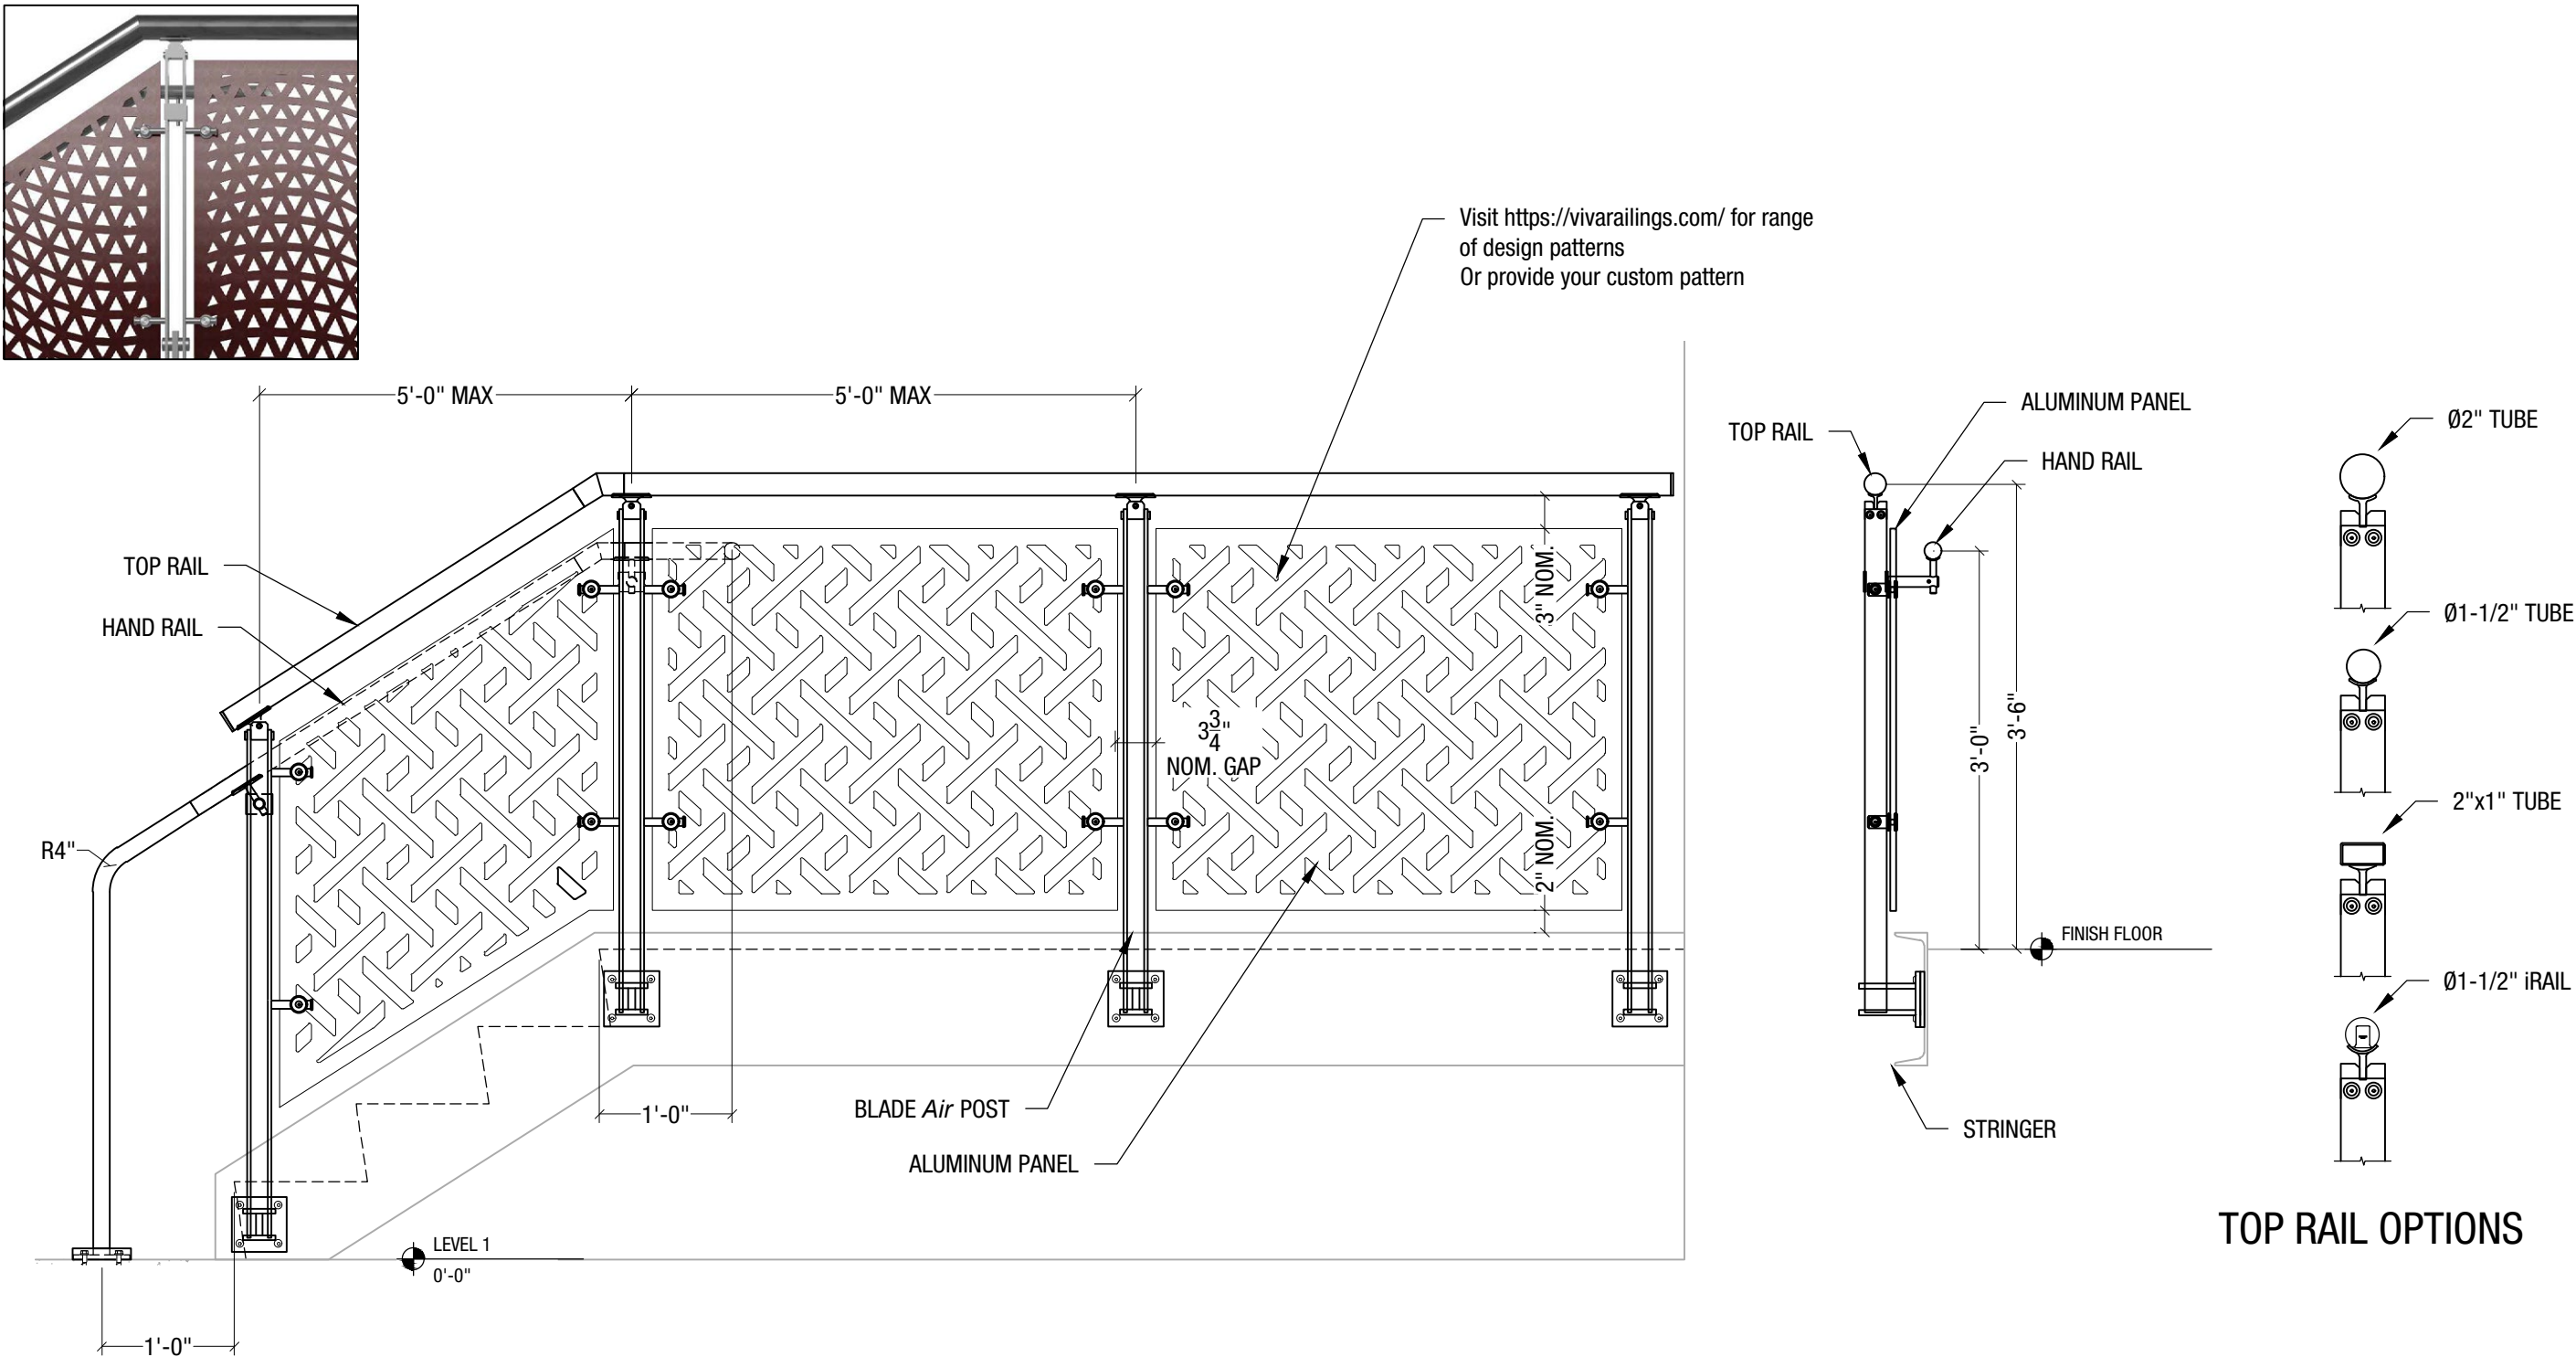 Visit https://vivarailings.com/ for range
of design patterns
Or provide your custom pattern
5'-0" MAX
5'-0" MAX
TOP RAIL
HAND RAIL
R4"
3" NOM.
3 3/4"
NOM. GAP
2" NOM.
1'-0"
BLADE Air POST
ALUMINUM PANEL
LEVEL 1
0'-0"
1'-0"
TOP RAIL
ALUMINUM PANEL
HAND RAIL
3'-0"
3'-6"
FINISH FLOOR
STRINGER
Ø2" TUBE
Ø1-1/2" TUBE
2"x1" TUBE
Ø1-1/2" iRAIL
TOP RAIL OPTIONS